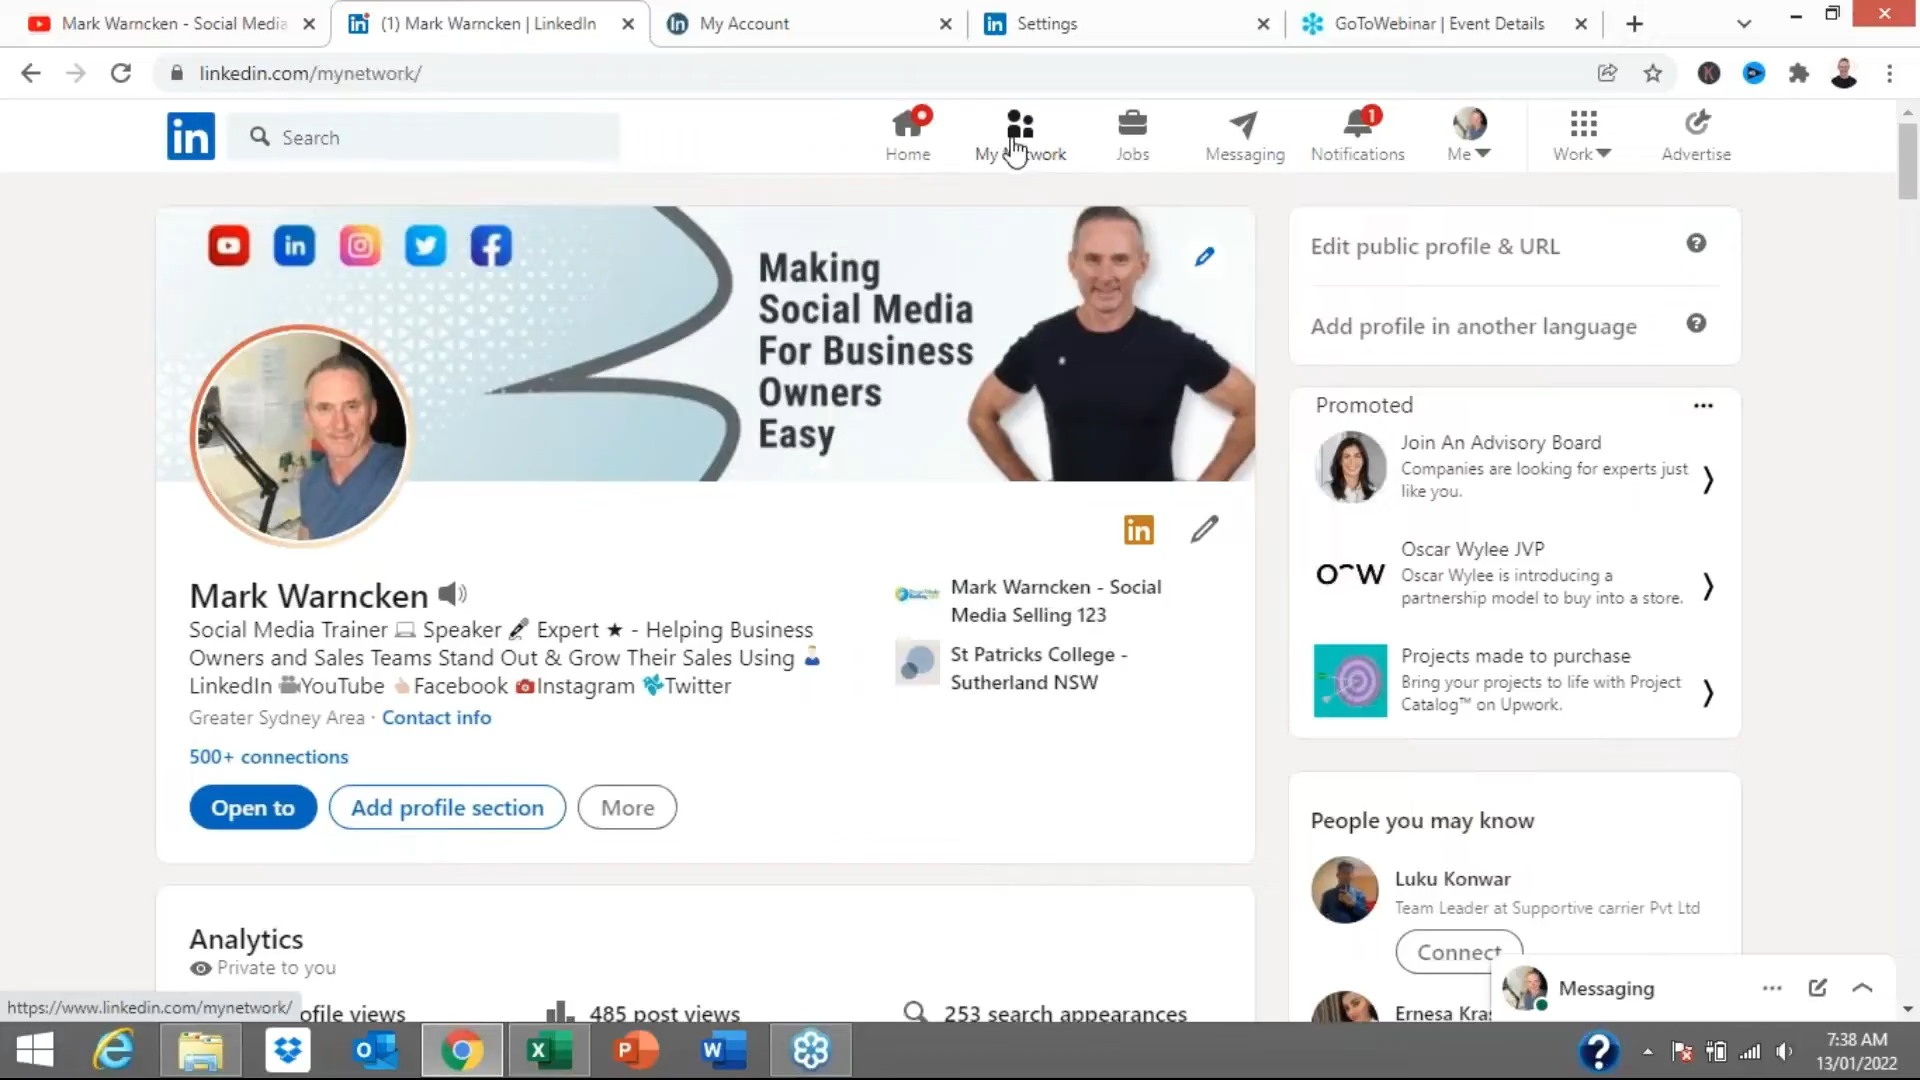 Mark Warncken - Social Media
(1) Mark Warncken | LinkedIn
My Account
Settings
GoToWebinar | Event Details
linkedin.com/mynetwork/
in
Search
Home
My Network
Jobs
Messaging
1
Notifications
Me
Work
Advertise
Making
Social Media
For Business
Owners
Easy
Mark Warncken
Social Media Trainer Speaker Expert ★ - Helping Business
Owners and Sales Teams Stand Out & Grow Their Sales Using
LinkedIn YouTube Facebook Instagram Twitter
Greater Sydney Area · Contact info
500+ connections
Open to
Add profile section
More
in
Mark Warncken - Social
Media Selling 123
St Patricks College -
Sutherland NSW
Analytics
Private to you
ofile views
485 post views
253 search appearances
Edit public profile & URL
Add profile in another language
Promoted
Join An Advisory Board
Companies are looking for experts just
like you.
Oscar Wylee JVP
Oscar Wylee is introducing a
partnership model to buy into a store.
Projects made to purchase
Bring your projects to life with Project
Catalog™ on Upwork.
People you may know
Luku Konwar
Team Leader at Supportive carrier Pvt Ltd
Connect
Ernesa Kras
Messaging
https://www.linkedin.com/mynetwork/
7:38 AM
13/01/2022